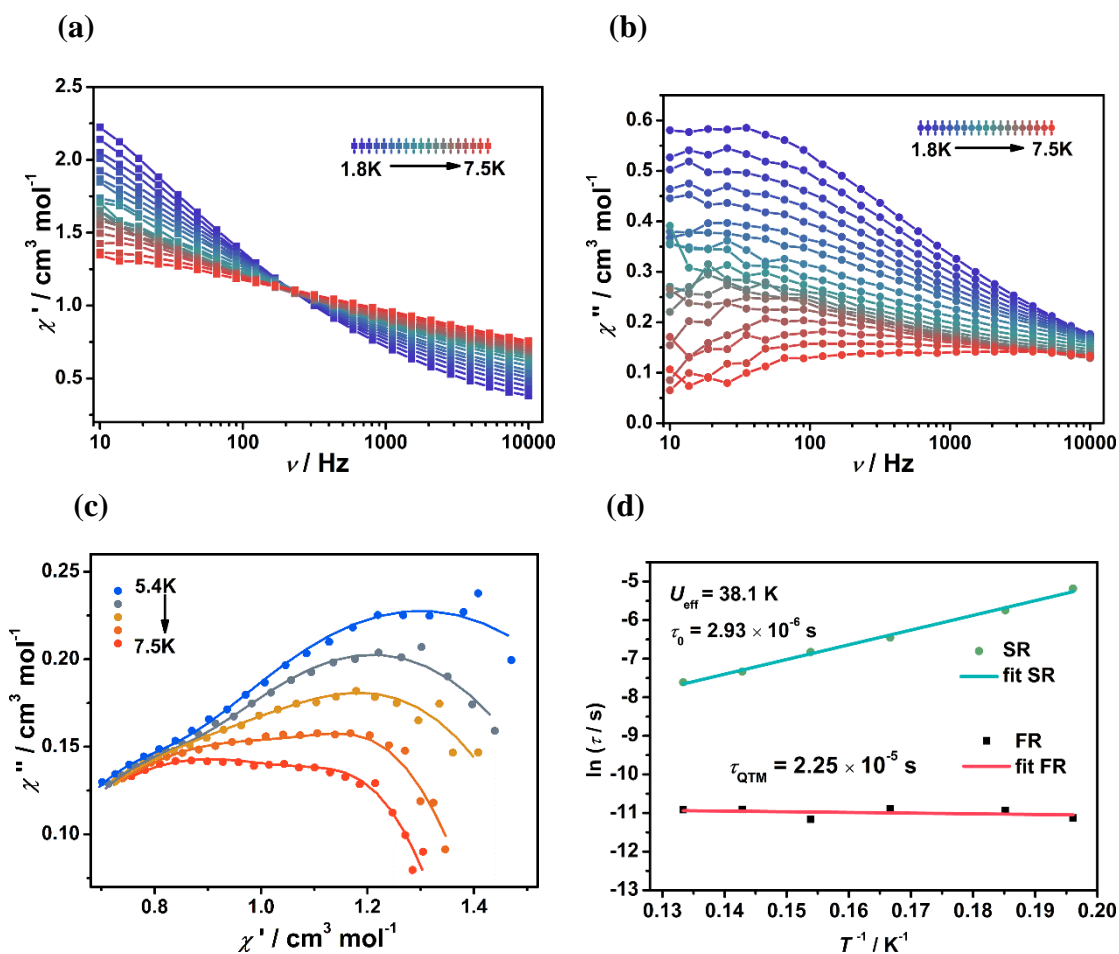 (a)
2.5
2.0
1.5
1.0
0.5
10
100
1000
10000
χ' / cm³ mol⁻¹
ν / Hz
1.8K
7.5K
(b)
0.6
0.5
0.4
0.3
0.2
0.1
0.0
10
100
1000
10000
χ'' / cm³ mol⁻¹
ν / Hz
1.8K
7.5K
(c)
0.25
0.20
0.15
0.10
0.8
1.0
1.2
1.4
χ'' / cm³ mol⁻¹
χ' / cm³ mol⁻¹
5.4K
7.5K
(d)
-5
-6
-7
-8
-9
-10
-11
-12
-13
0.13
0.14
0.15
0.16
0.17
0.18
0.19
0.20
ln (τ / s)
T⁻¹ / K⁻¹
Ueff = 38.1 K
τ0 = 2.93 × 10⁻⁶ s
SR
fit SR
FR
fit FR
τQTM = 2.25 × 10⁻⁵ s